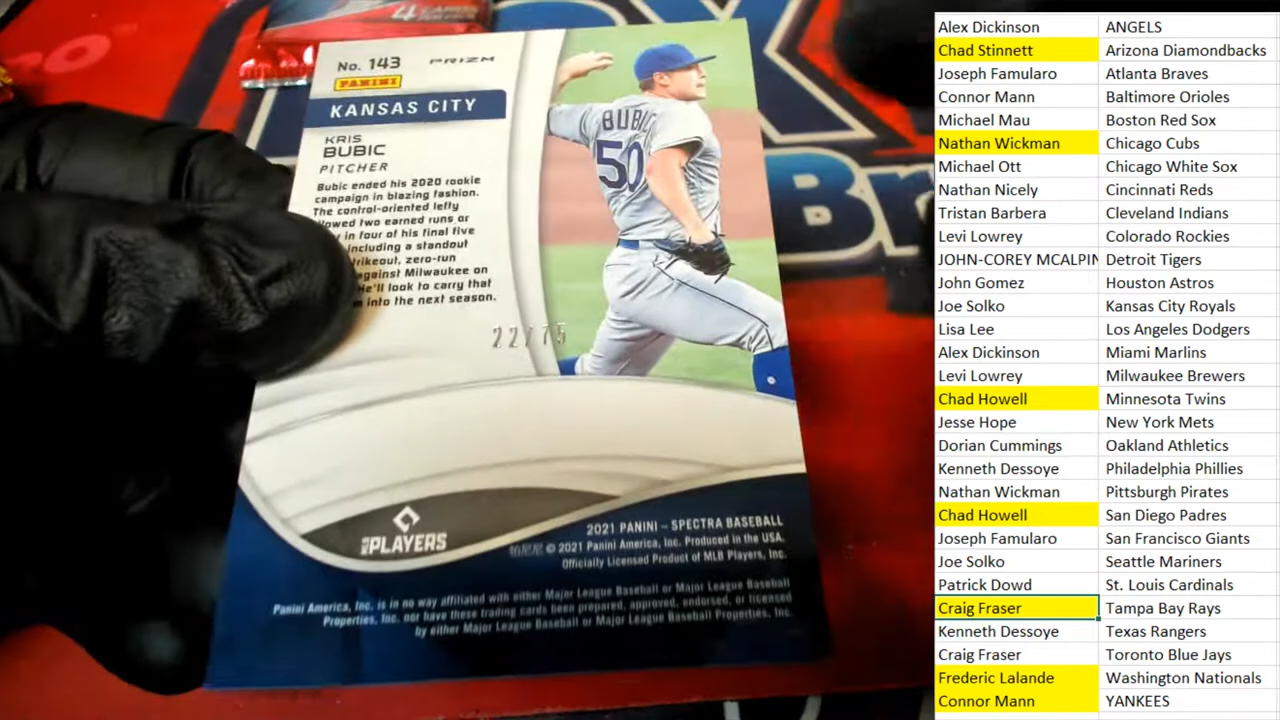 4 CARDS
No. 143 PRIZM
PANINI
KANSAS CITY
KRIS
BUBIC
PITCHER
Bubic ended his 2020 rookie
campaign in blazing fashion.
The control-oriented lefty
owed two earned runs or
in four of his final five
including a standout
rikeout, zero-run
against Milwaukee on
He'll look to carry that
into the next season.
22/75
BUBIC
50
Br
PLAYERS
2021 PANINI – SPECTRA BASEBALL
© 2021 Panini America, Inc. Produced in the USA.
Officially Licensed Product of MLB Players, Inc.
Panini America, Inc. is in no way affiliated with either Major League Baseball or Major League Baseball
Properties, Inc. nor have these trading cards been prepared, approved, endorsed, or licensed
by either Major League Baseball or Major League Baseball Properties, Inc.
Alex Dickinson ANGELS
Chad Stinnett Arizona Diamondbacks
Joseph Famularo Atlanta Braves
Connor Mann Baltimore Orioles
Michael Mau Boston Red Sox
Nathan Wickman Chicago Cubs
Michael Ott Chicago White Sox
Nathan Nicely Cincinnati Reds
Tristan Barbera Cleveland Indians
Levi Lowrey Colorado Rockies
JOHN-COREY MCALPIN Detroit Tigers
John Gomez Houston Astros
Joe Solko Kansas City Royals
Lisa Lee Los Angeles Dodgers
Alex Dickinson Miami Marlins
Levi Lowrey Milwaukee Brewers
Chad Howell Minnesota Twins
Jesse Hope New York Mets
Dorian Cummings Oakland Athletics
Kenneth Dessoye Philadelphia Phillies
Nathan Wickman Pittsburgh Pirates
Chad Howell San Diego Padres
Joseph Famularo San Francisco Giants
Joe Solko Seattle Mariners
Patrick Dowd St. Louis Cardinals
Craig Fraser Tampa Bay Rays
Kenneth Dessoye Texas Rangers
Craig Fraser Toronto Blue Jays
Frederic Lalande Washington Nationals
Connor Mann YANKEES